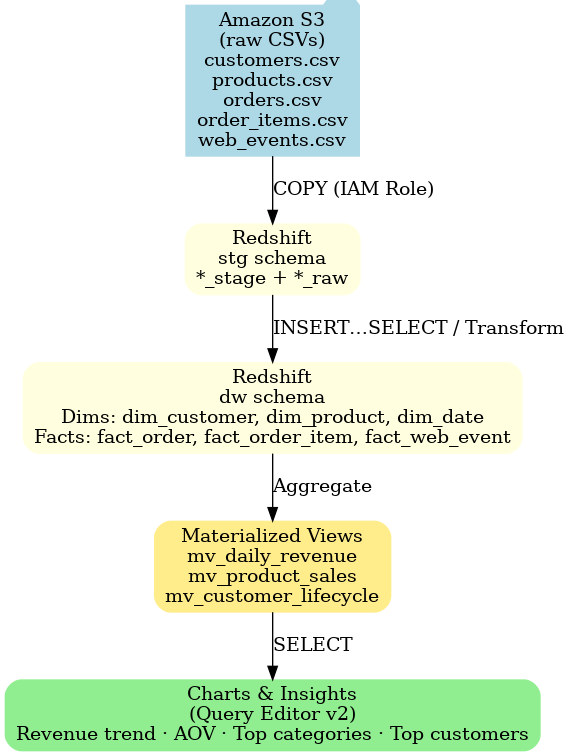 Amazon S3
(raw CSVs)
customers.csv
products.csv
orders.csv
order_items.csv
web_events.csv
COPY (IAM Role)
Redshift
stg schema
*_stage + *_raw
INSERT...SELECT / Transform
Redshift
dw schema
Dims: dim_customer, dim_product, dim_date
Facts: fact_order, fact_order_item, fact_web_event
Aggregate
Materialized Views
mv_daily_revenue
mv_product_sales
mv_customer_lifecycle
SELECT
Charts & Insights
(Query Editor v2)
Revenue trend · AOV · Top categories · Top customers